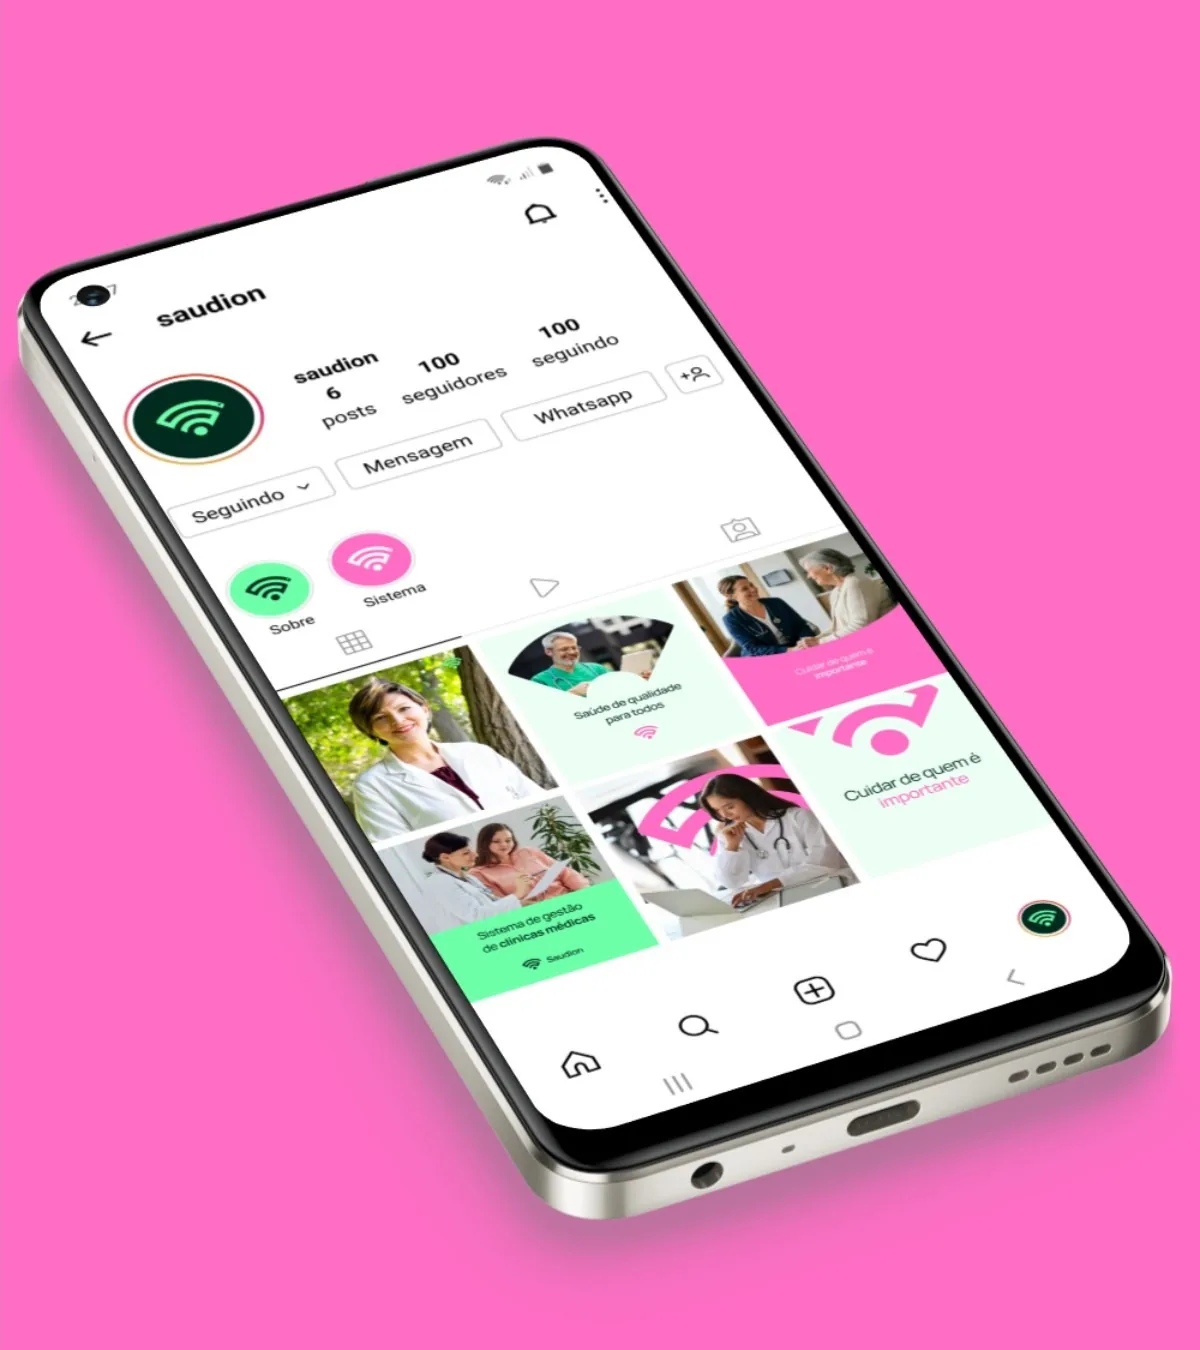 saudion
saudion
6
posts
100
seguidores
100
seguindo
Seguindo
Mensagem
Whatsapp
Sobre
Sistema
Saúde de qualidade
para todos
Cuidar de quem é
importante
Sistema de gestão
de clínicas médicas
Saudion
Cuidar de quem é
importante